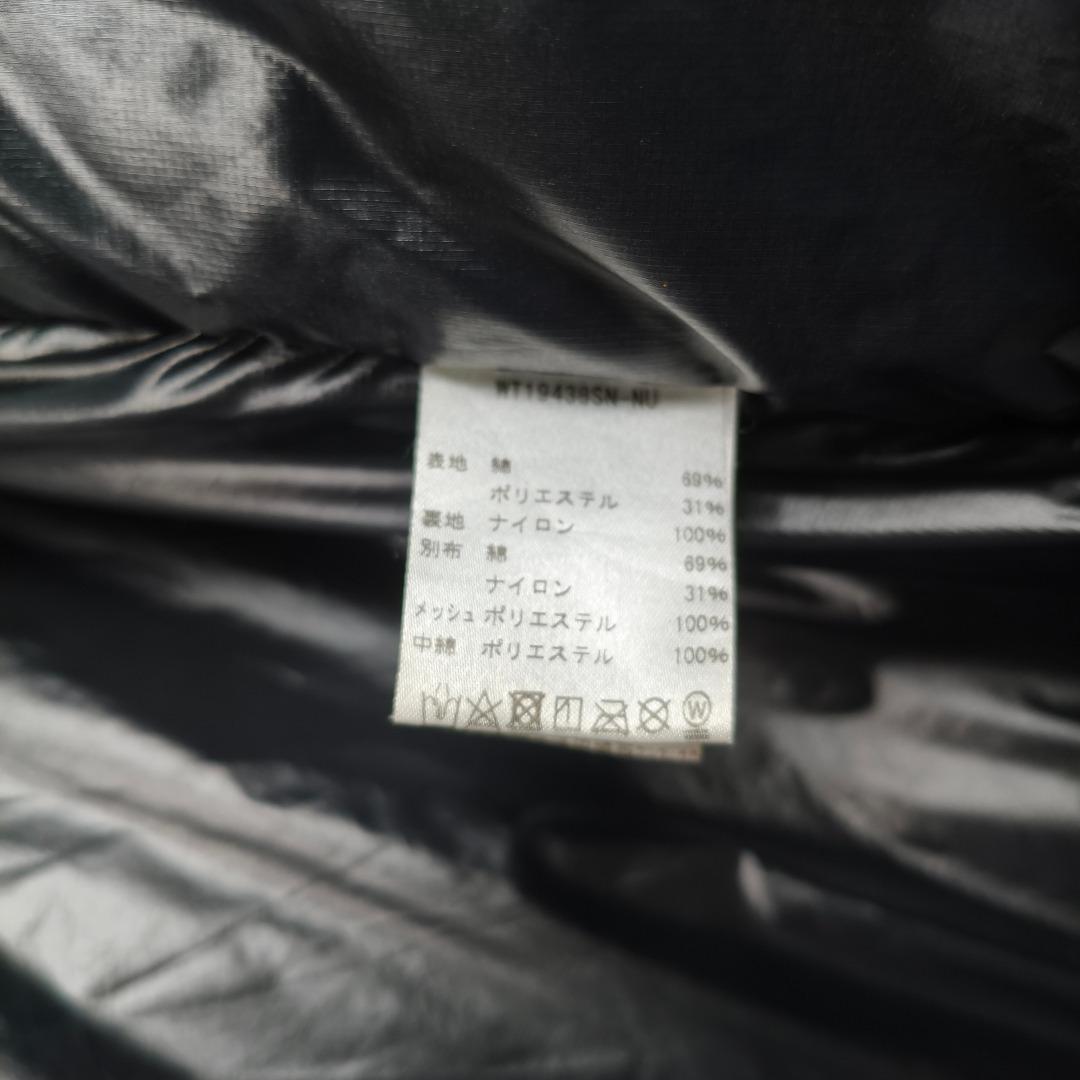 WT19438SN-NU
表地 綿 69%
ポリエステル 31%
裏地 ナイロン 100%
別布 綿 69%
ナイロン 31%
メッシュ ポリエステル 100%
中綿 ポリエステル 100%
W